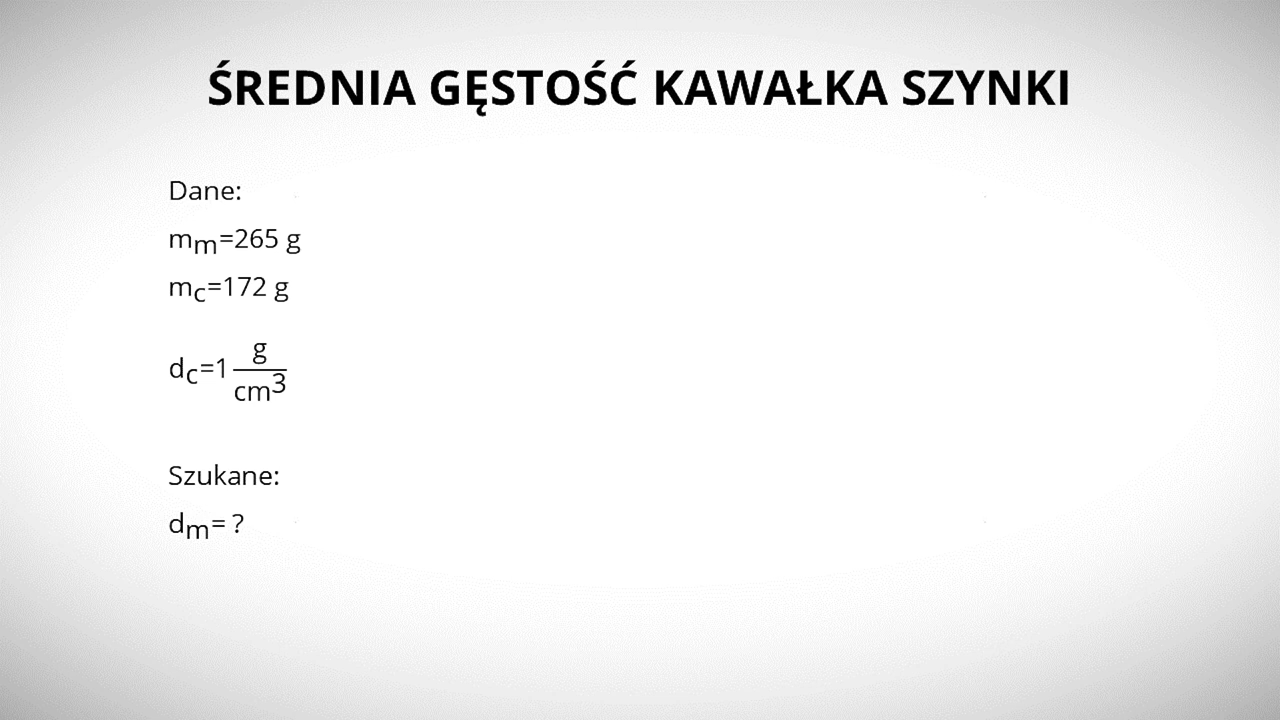 ŚREDNIA GĘSTOŚĆ KAWAŁKA SZYNKI
Dane:
mm=265 g
mc=172 g
dc=1 g/cm3
Szukane:
dm= ?